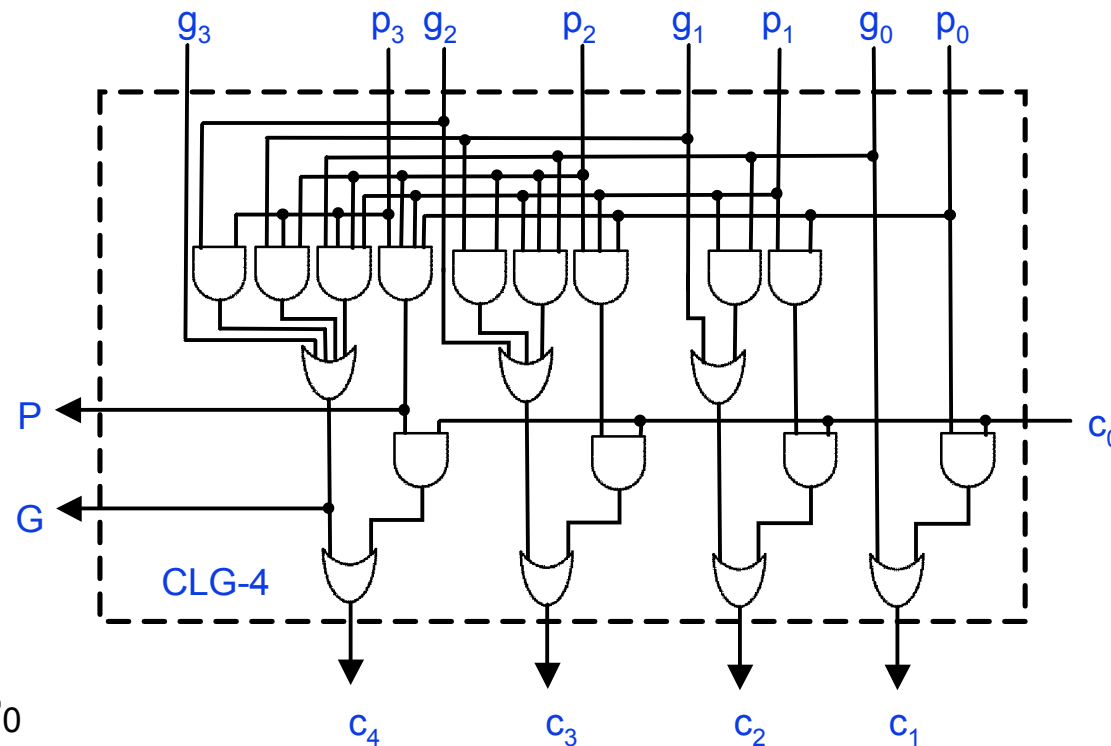 g₃ p₃ g₂ p₂ g₁ p₁ g₀ p₀
P
c₀
G
CLG-4
c₄ c₃ c₂ c₁